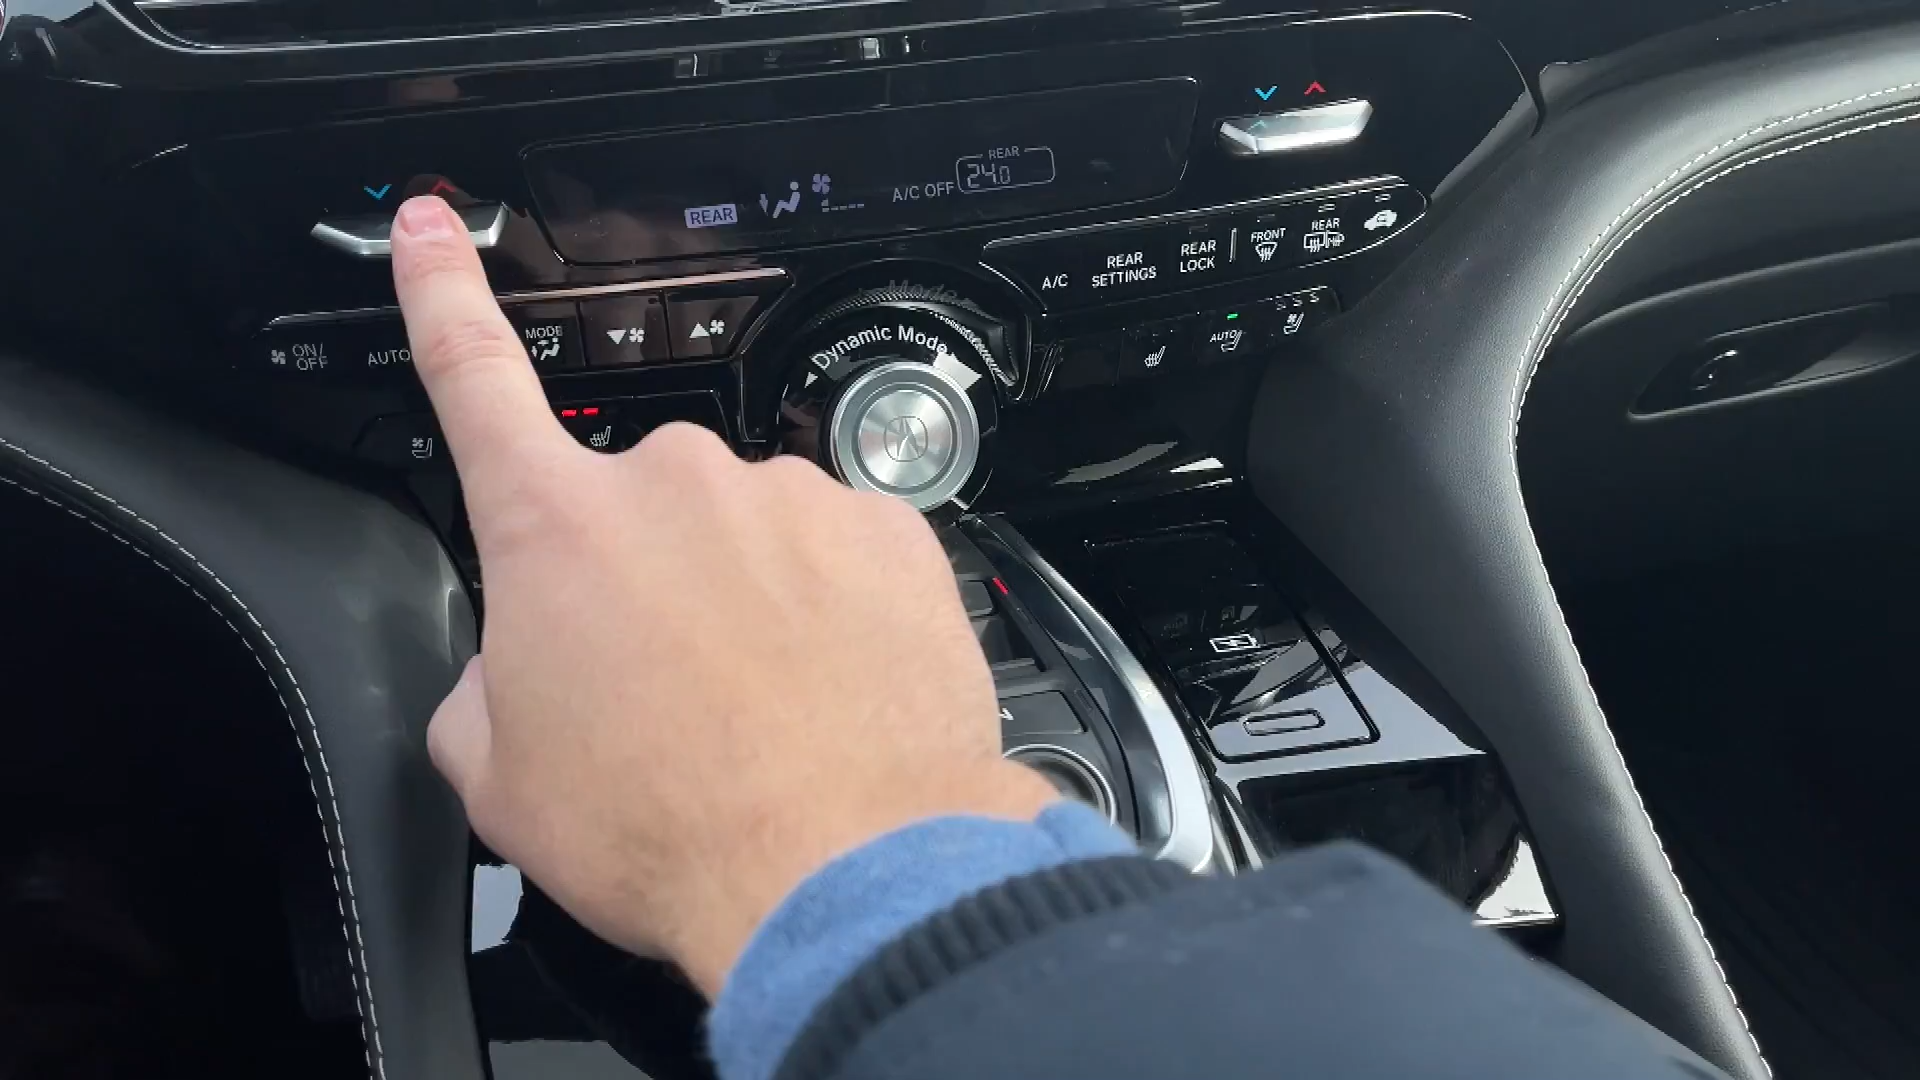 REAR
A/C OFF
REAR
24.0
A/C
REAR
SETTINGS
REAR
LOCK
FRONT
REAR
ON/
OFF
AUTO
MODE
Dynamic Mode
AUTO